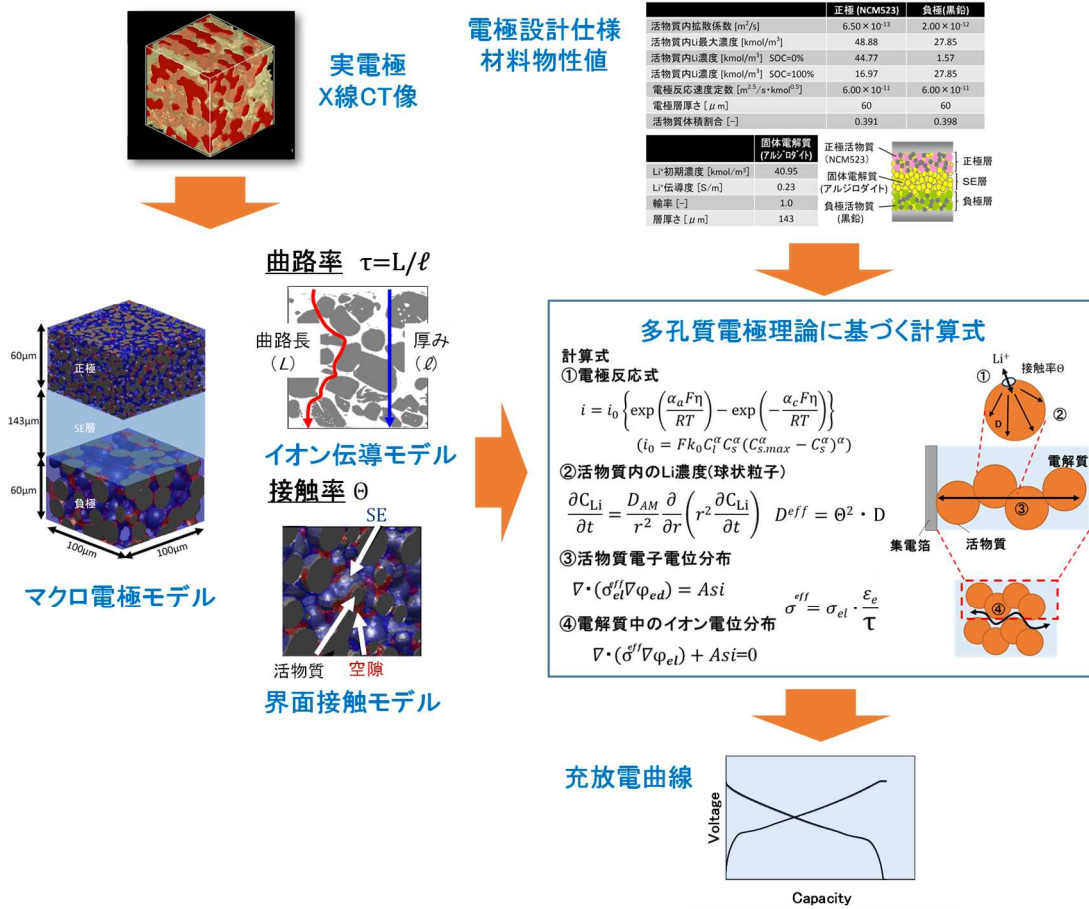 実電極
X線CT像
電極設計仕様
材料物性値
正極 (NCM523) 負極(黒鉛)
活物質内拡散係数 [m²/s] 6.50×10⁻¹³ 2.00×10⁻¹²
活物質内Li最大濃度 [kmol/m³] 48.88 27.85
活物質内Li濃度 [kmol/m³] SOC=0% 44.77 1.57
活物質内Li濃度 [kmol/m³] SOC=100% 16.97 27.85
電極反応速度定数 [m²·⁵/s・kmol⁰·⁵] 6.00×10⁻¹¹ 6.00×10⁻¹¹
電極層厚さ [μm] 60 60
活物質体積割合 [−] 0.391 0.398
固体電解質
(アルジロダイト)
Li⁺初期濃度 [kmol/m³] 40.95
Li⁺伝導度 [S/m] 0.23
輸率 [−] 1.0
層厚さ [μm] 143
正極活物質
(NCM523)
固体電解質
(アルジロダイト)
負極活物質
(黒鉛)
正極層
SE層
負極層
60μm
143μm
60μm
正極
SE層
負極
100μm
100μm
マクロ電極モデル
曲路率 τ=L/ℓ
曲路長
(L)
厚み
(ℓ)
イオン伝導モデル
接触率 Θ
SE
活物質
空隙
界面接触モデル
多孔質電極理論に基づく計算式
計算式
①電極反応式
i = i₀ {exp(αₐFη/RT) − exp(−α_cFη/RT)}
(i₀ = Fk₀C_l^α C_s^α (C_{s.max}^α − C_s^α)^α)
②活物質内のLi濃度(球状粒子)
∂C_Li/∂t = D_AM/r² ∂/∂r (r² ∂C_Li/∂t) D^eff = Θ²・D
③活物質電子電位分布
∇・(σ_el^eff ∇φ_ed) = Asi
σ^eff = σ_el・ε_e/τ
④電解質中のイオン電位分布
∇・(σ^eff ∇φ_el) + Asi=0
Li⁺
接触率Θ
①
②
D
電解質
③
集電箔
活物質
④
充放電曲線
Voltage
Capacity